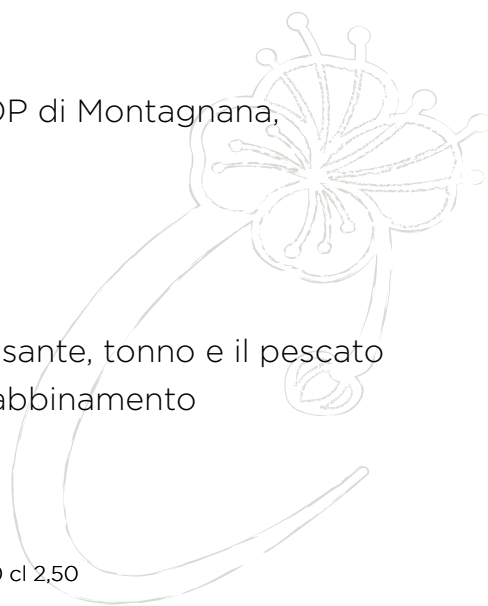 P di Montagnana,
sante, tonno e il pescato
abbinamento
cl 2,50